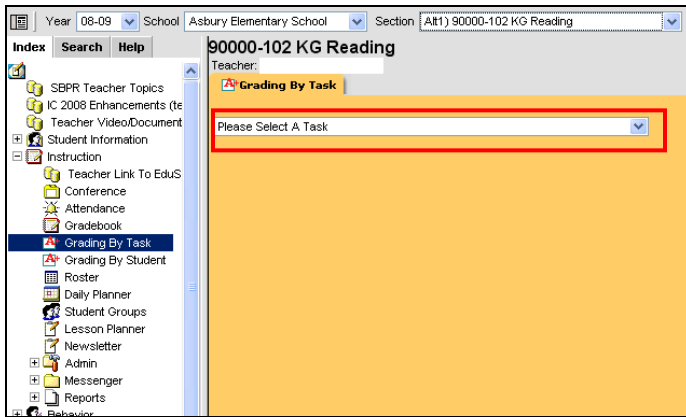 Year 08-09 School Asbury Elementary School Section Alt1) 90000-102 KG Reading
Index Search Help
SBPR Teacher Topics
IC 2008 Enhancements (te
Teacher Video/Document
Student Information
Instruction
Teacher Link To EduS
Conference
Attendance
Gradebook
Grading By Task
Grading By Student
Roster
Daily Planner
Student Groups
Lesson Planner
Newsletter
Admin
Messenger
Reports
Behavior
90000-102 KG Reading
Teacher:
Grading By Task
Please Select A Task